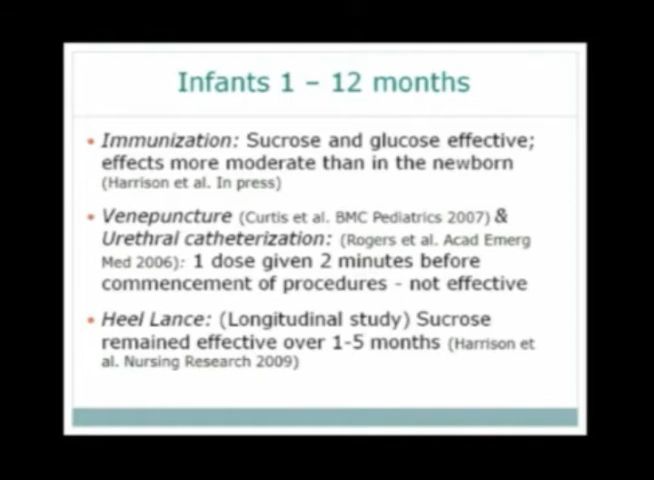 Infants 1 – 12 months
• Immunization: Sucrose and glucose effective;
effects more moderate than in the newborn
(Harrison et al. In press)
• Venepuncture (Curtis et al. BMC Pediatrics 2007) &
Urethral catheterization: (Rogers et al. Acad Emerg
Med 2006): 1 dose given 2 minutes before
commencement of procedures - not effective
• Heel Lance: (Longitudinal study) Sucrose
remained effective over 1-5 months (Harrison et
al. Nursing Research 2009)